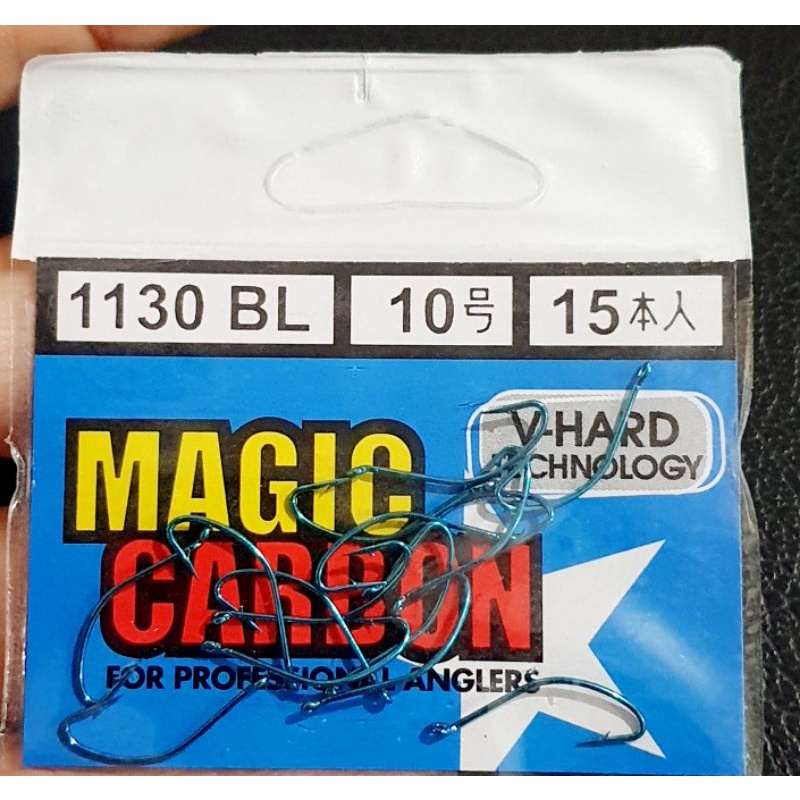 1130 BL 10号 15本入
V-HARD
TECHNOLOGY
MAGIC
CARBON
FOR PROFESSIONAL ANGLERS